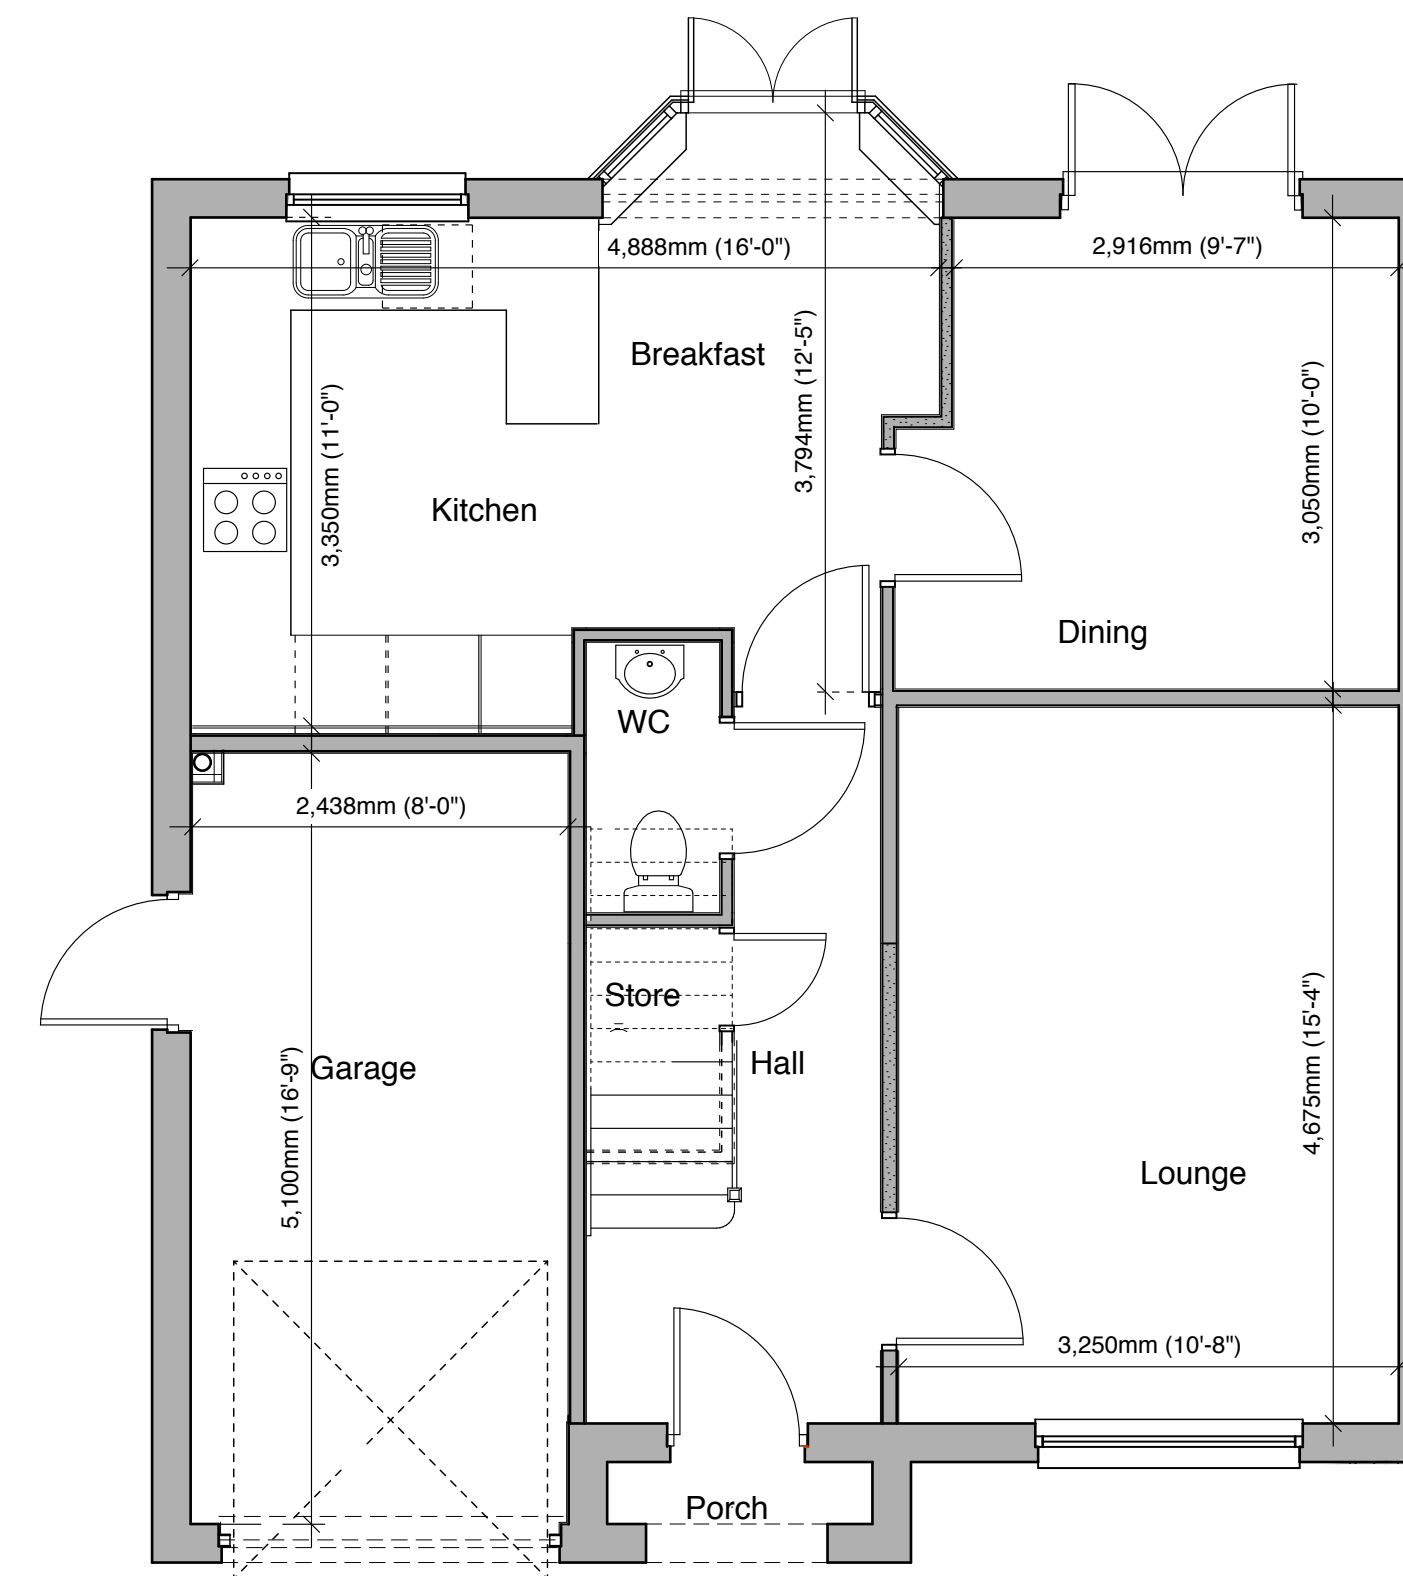 4,888mm (16'-0")
2,916mm (9'-7")
Breakfast
3,794mm (12'-5")
3,350mm (11'-0")
3,050mm (10'-0")
Kitchen
Dining
WC
2,438mm (8'-0")
Store
Hall
Garage
5,100mm (16'-9")
4,675mm (15'-4")
Lounge
3,250mm (10'-8")
Porch